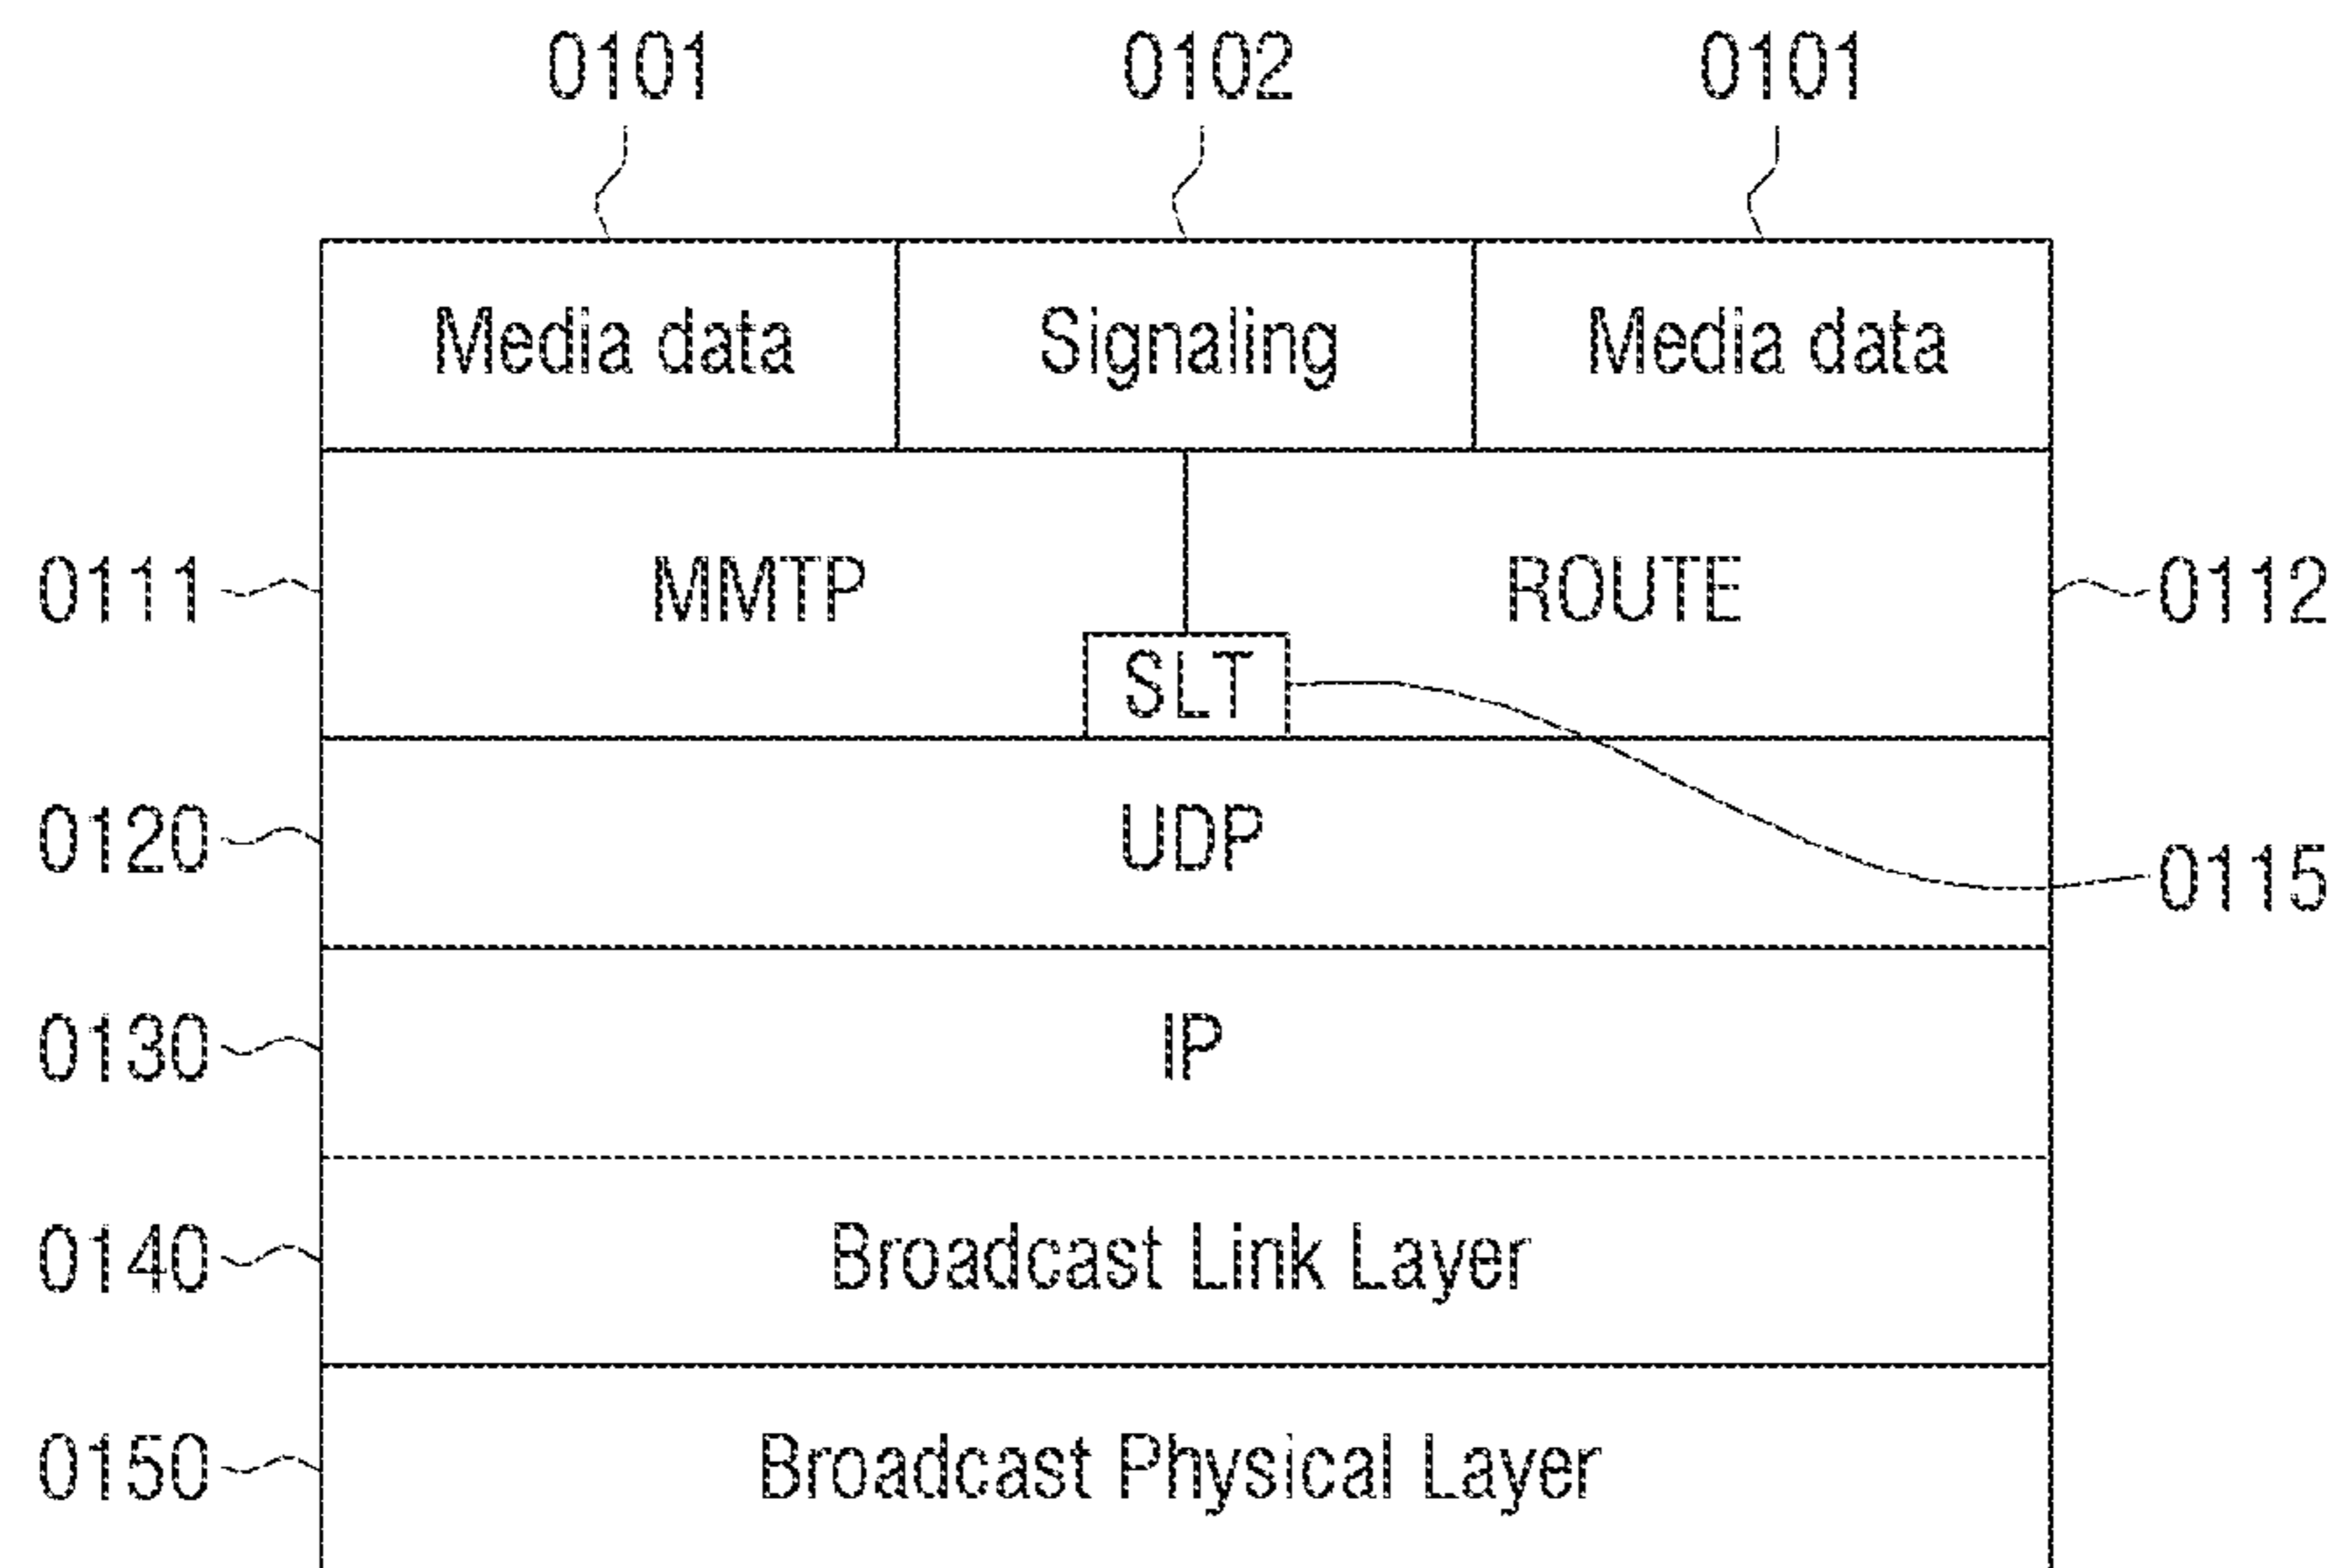 0101 0102 0101
Media data Signaling Media data
0111 MMTP ROUTE 0112
SLT
0120 UDP
0115
0130 IP
0140 Broadcast Link Layer
0150 Broadcast Physical Layer